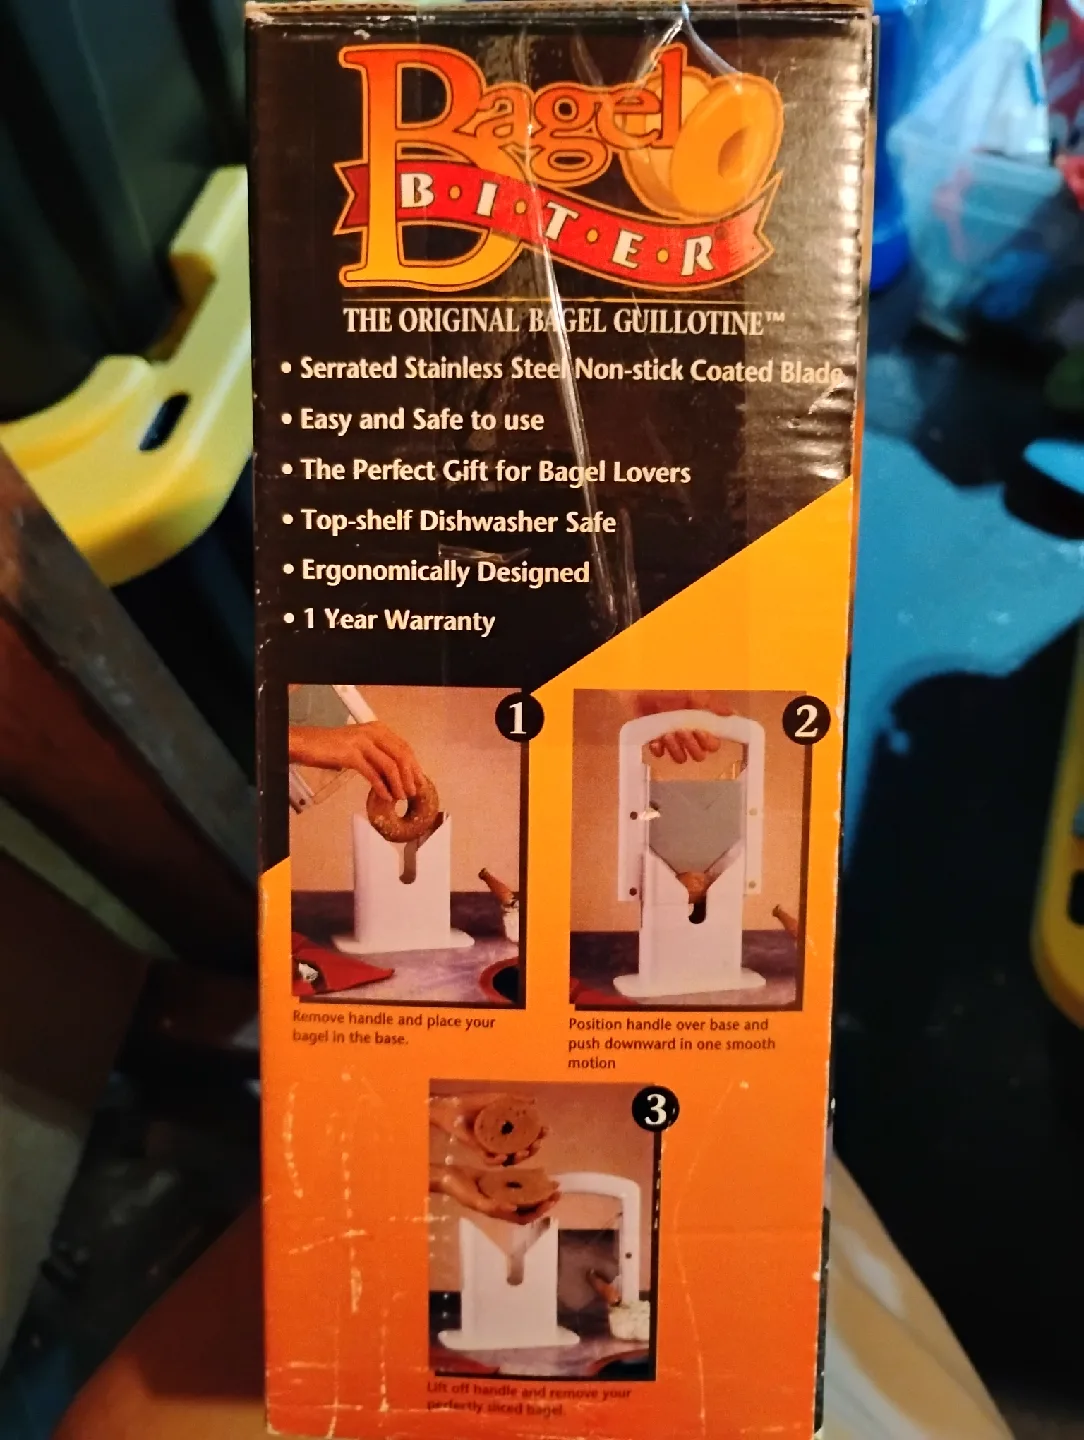 Bagel
B·I·T·E·R®
THE ORIGINAL BAGEL GUILLOTINE™
• Serrated Stainless Steel Non-stick Coated Blade
• Easy and Safe to use
• The Perfect Gift for Bagel Lovers
• Top-shelf Dishwasher Safe
• Ergonomically Designed
• 1 Year Warranty
1
2
Remove handle and place your
bagel in the base.
Position handle over base and
push downward in one smooth
motion
3
Lift off handle and remove your
perfectly sliced bagel.